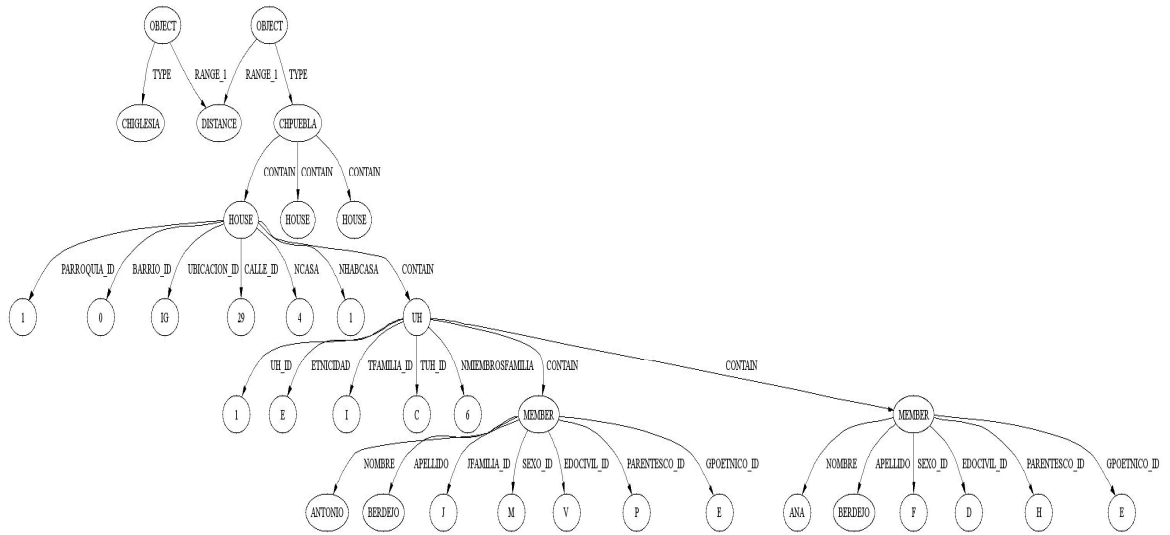 OBJECT OBJECT
TYPE RANGE_1 RANGE_1 TYPE
CHIGLESIA DISTANCE CHPUEBLA
CONTAIN CONTAIN CONTAIN
HOUSE HOUSE HOUSE
PARROQUIA_ID BARRIO_ID UBICACION_ID CALLE_ID NCASA NHABCASA CONTAIN
1 0 IG 29 4 1 UH
UH_ID ETNICIDAD TFAMILIA_ID TUH_ID NMIEMBROSFAMILIA CONTAIN CONTAIN
1 E I C 6 MEMBER MEMBER
NOMBRE APELLIDO JFAMILIA_ID SEXO_ID EDOCIVIL_ID PARENTESCO_ID GPOETNICO_ID NOMBRE APELLIDO SEXO_ID EDOCIVIL_ID PARENTESCO_ID GPOETNICO_ID
ANTONIO BERDEJO J M V P E ANA BERDEJO F D H E